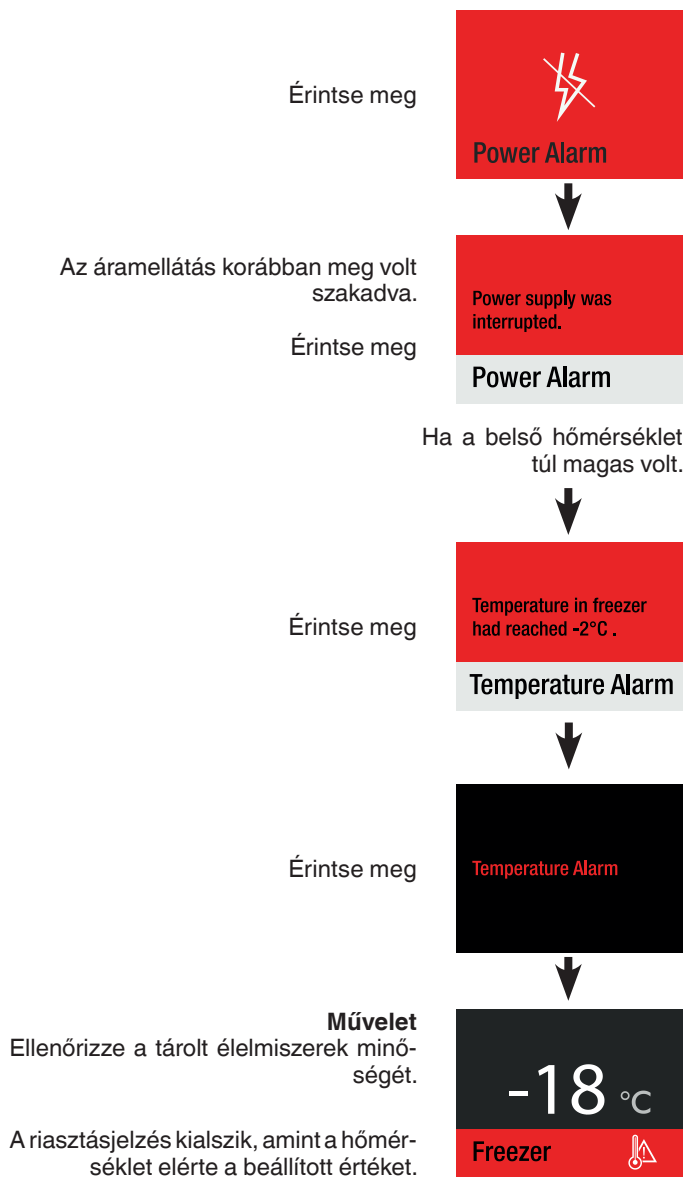 Érintse meg
Power Alarm
Az áramellátás korábban meg volt
szakadva.
Érintse meg
Power supply was
interrupted.
Power Alarm
Ha a belső hőmérséklet
túl magas volt.
Érintse meg
Temperature in freezer
had reached -2°C .
Temperature Alarm
Érintse meg
Temperature Alarm
Művelet
Ellenőrizze a tárolt élelmiszerek minő-
ségét.
A riasztásjelzés kialszik, amint a hőmér-
séklet elérte a beállított értéket.
-18 °C
Freezer